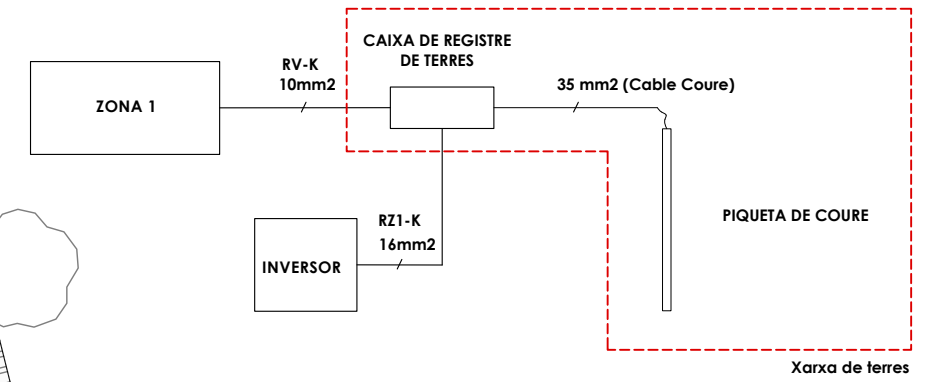 CAIXA DE REGISTRE
DE TERRES
RV-K
10mm2
35 mm2 (Cable Coure)
ZONA 1
PIQUETA DE COURE
RZ1-K
16mm2
INVERSOR
Xarxa de terres